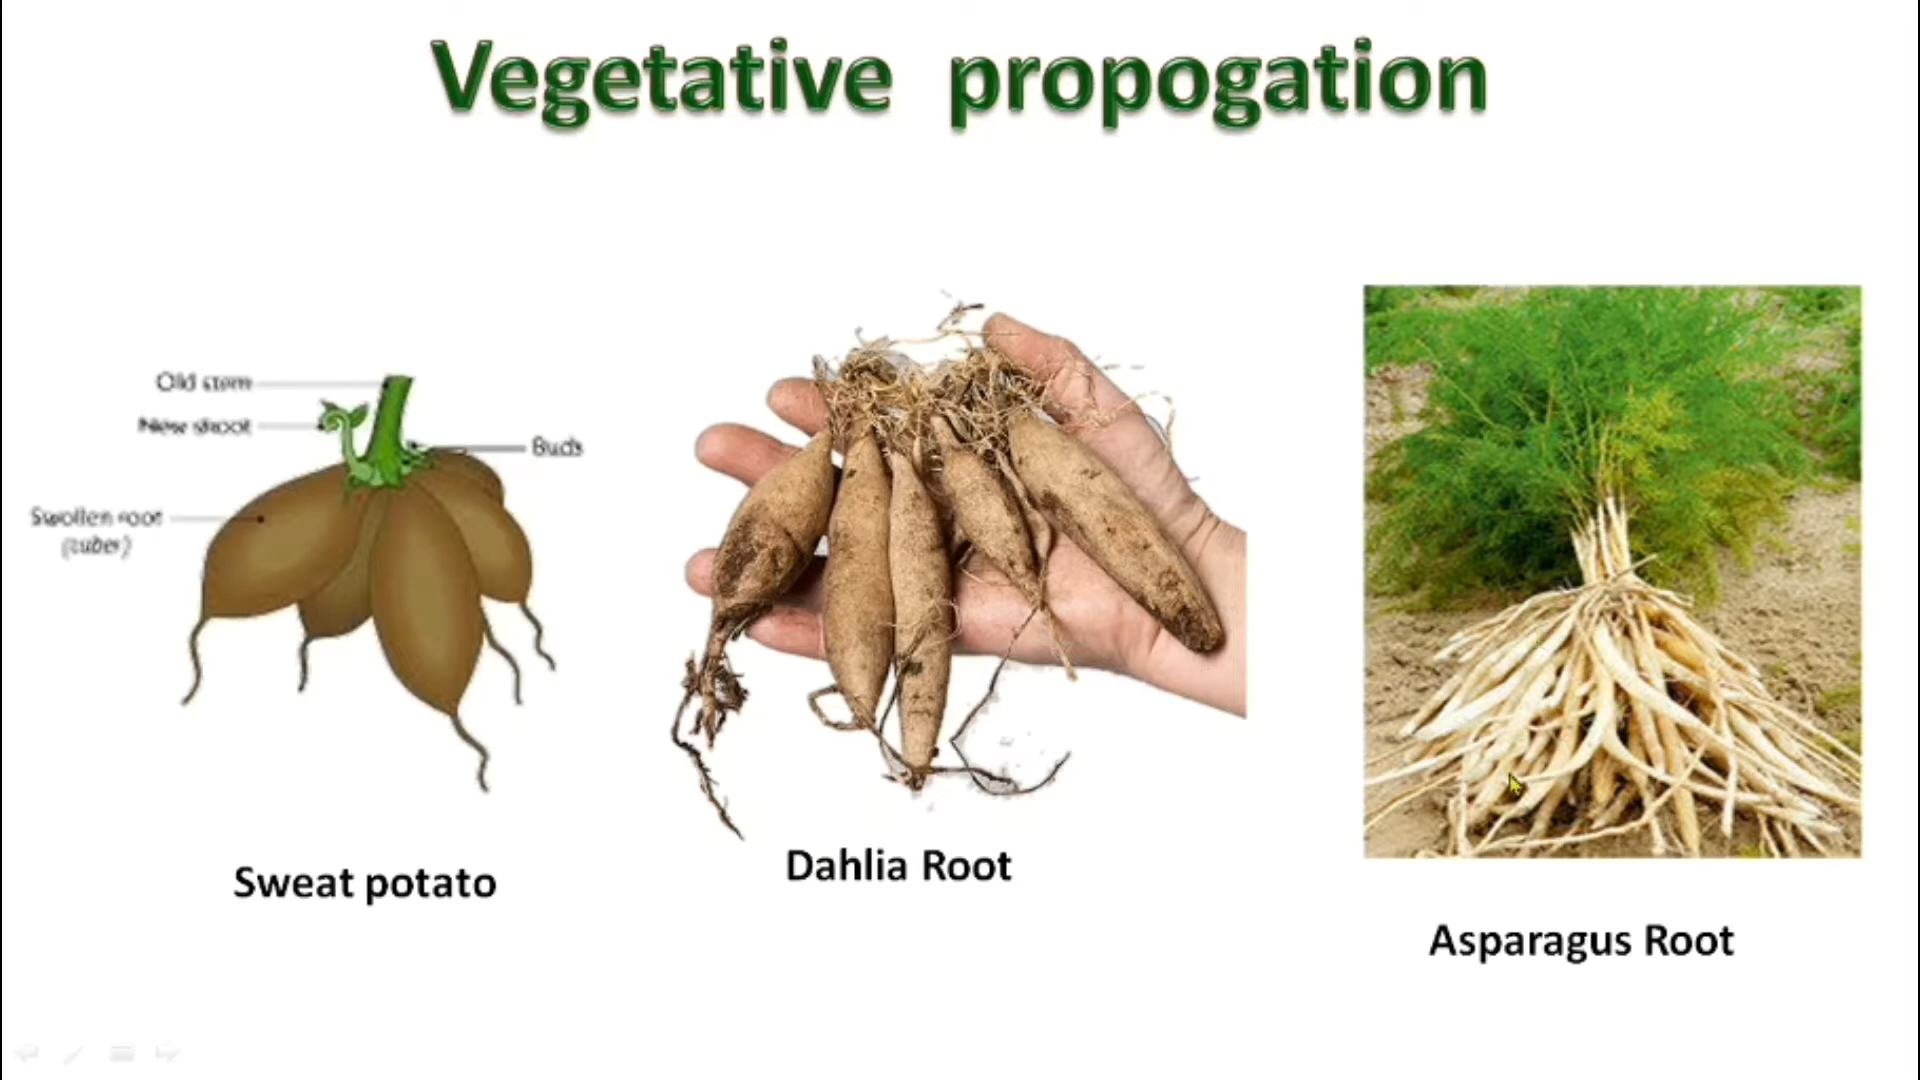 Vegetative propogation
Old stem
New shoot
Buds
Swollen root
(tuber)
Sweat potato
Dahlia Root
Asparagus Root